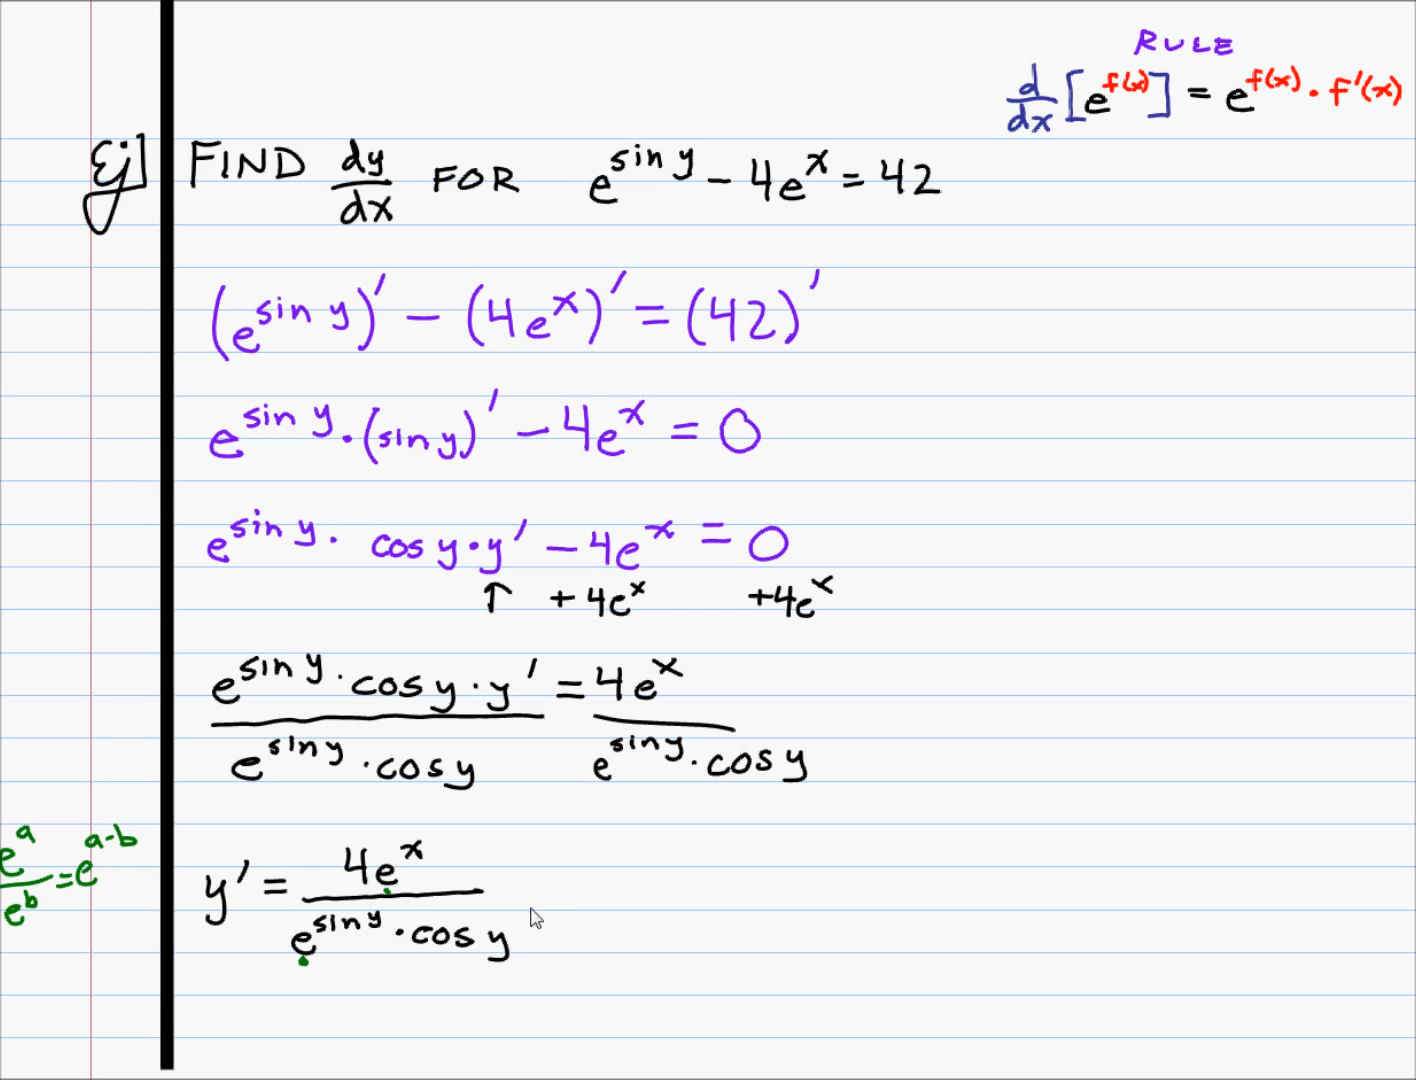 RULE
d/dx [e^f(x)] = e^f(x) · f'(x)
Ej] FIND dy/dx FOR e^sin y − 4e^x = 42
(e^sin y)' − (4e^x)' = (42)'
e^sin y · (sin y)' − 4e^x = 0
e^sin y · cos y · y' − 4e^x = 0
↑ + 4e^x +4e^x
e^sin y · cos y · y' = 4e^x
e^sin y · cos y e^sin y · cos y
e^a/e^b = e^a-b
y' = 4e^x / e^sin y · cos y